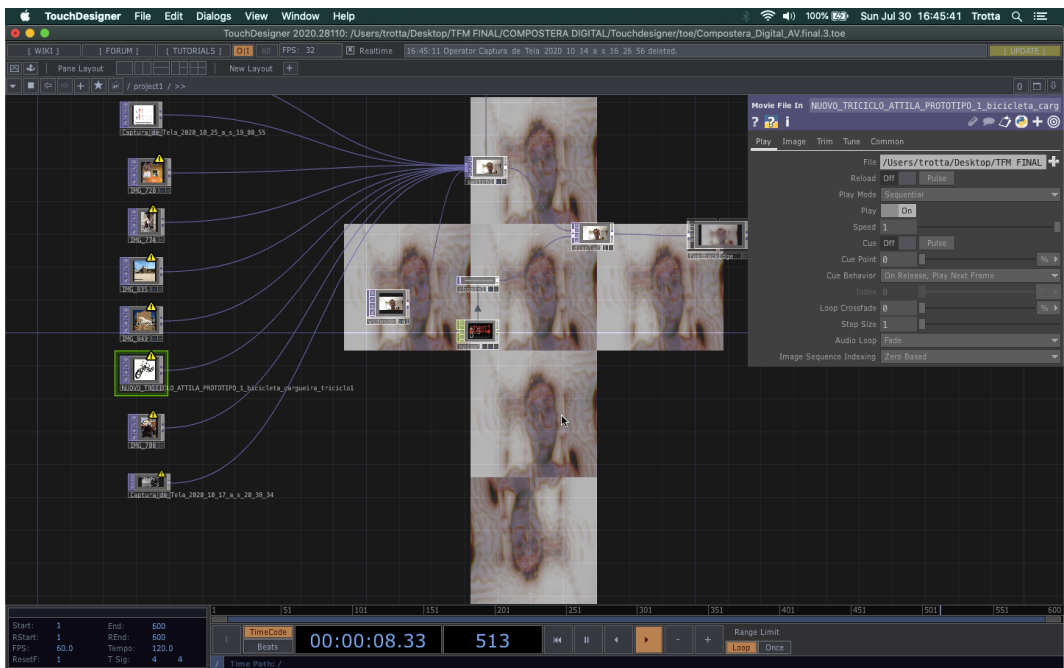 TouchDesigner File Edit Dialogs View Window Help 100% Sun Jul 30 16:45:41 Trotta
TouchDesigner 2020.28110: /Users/trotta/Desktop/TFM FINAL/COMPOSTERA DIGITAL/Touchdesigner/toe/Compostera_Digital_AV.final.3.toe
[ WIKI ] [ FORUM ] [ TUTORIALS ] O|I 60 FPS: 32 Realtime 16:45:11 Operator Captura de Tela 2020 10 14 a s 16 26 56 deleted. [ UPDATE ]
Pane Layout New Layout +
/ project1 / >> 0
Movie File In NUOVO_TRICICLO_ATTILA_PROTOTIPO_1_bicicleta_carg
Play Image Trim Tune Common
File /Users/trotta/Desktop/TFM FINAL
Reload Off Pulse
Play Mode Sequential
Play On
Speed 1
Cue Off Pulse
Cue Point 0 %
Cue Behavior On Release, Play Next Frame
Index 0
Loop Crossfade 0 %
Step Size 1
Audio Loop Fade
Image Sequence Indexing Zero Based
Captura_de_Tela_2020_10_25_a_s_19_08_55
IMG_728
IMG_734
IMG_835
IMG_849
NUOVO_TRICICLO_ATTILA_PROTOTIPO_1_bicicleta_cargueira_triciclo1
IMG_788
Captura_de_Tela_2020_10_17_a_s_20_38_34
switch1
displace1
feedbackEdge
1 51 101 151 201 251 301 351 401 451 501 551 600
Start: 1 End: 600
RStart: 1 REnd: 600
FPS: 60.0 Tempo: 120.0
ResetF: 1 T Sig: 4 4
TimeCode
Beats
00:00:08.33 513
Range Limit
Loop Once
/ Time Path: /